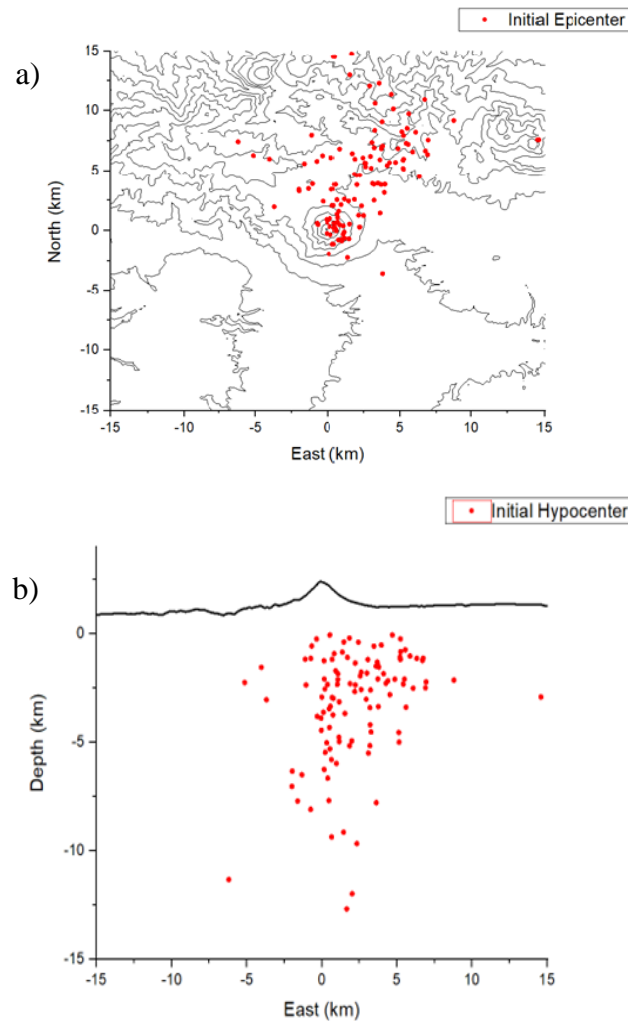 Initial Epicenter
a)
15
10
5
0
-5
-10
-15
North (km)
-15 -10 -5 0 5 10 15
East (km)
Initial Hypocenter
b)
0
-5
-10
-15
Depth (km)
-15 -10 -5 0 5 10 15
East (km)